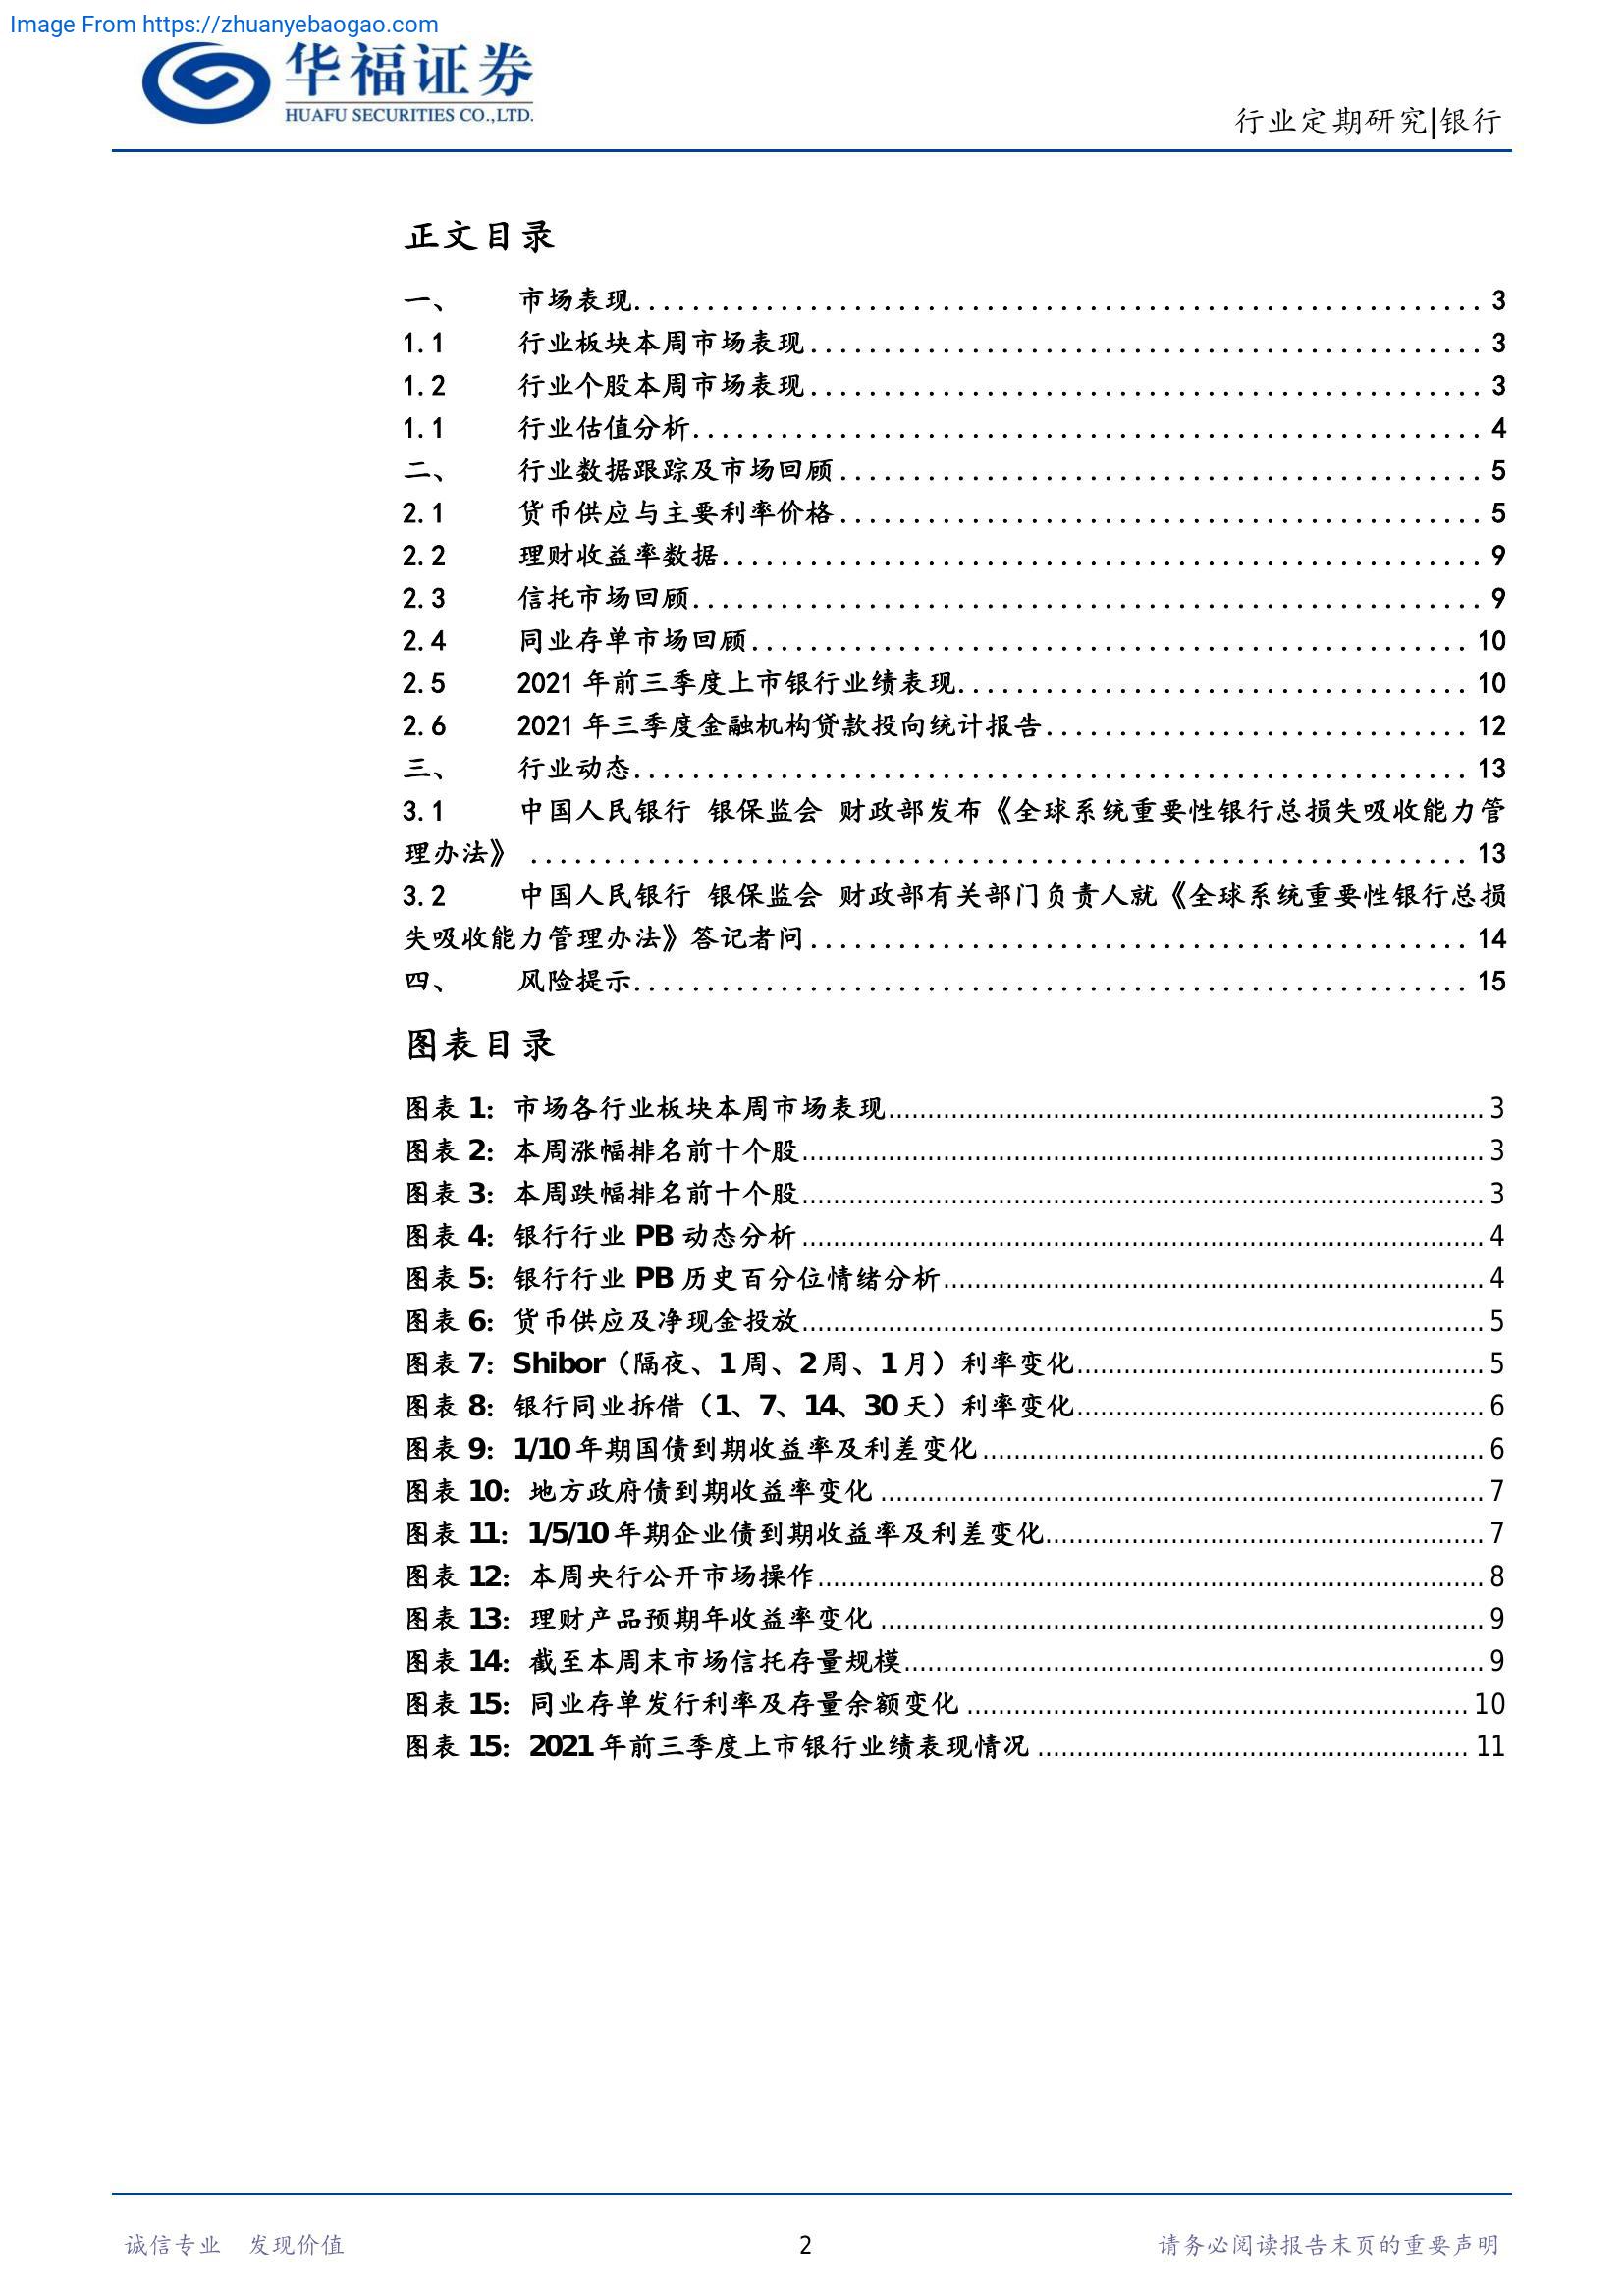 Image From https://zhuanyebaogao.com
华福证券
HUAFU SECURITIES CO.,LTD.
行业定期研究|银行
正文目录
一、 市场表现 3
1.1 行业板块本周市场表现 3
1.2 行业个股本周市场表现 3
1.1 行业估值分析 4
二、 行业数据跟踪及市场回顾 5
2.1 货币供应与主要利率价格 5
2.2 理财收益率数据 9
2.3 信托市场回顾 9
2.4 同业存单市场回顾 10
2.5 2021 年前三季度上市银行业绩表现 10
2.6 2021 年三季度金融机构贷款投向统计报告 12
三、 行业动态 13
3.1 中国人民银行 银保监会 财政部发布《全球系统重要性银行总损失吸收能力管
理办法》 13
3.2 中国人民银行 银保监会 财政部有关部门负责人就《全球系统重要性银行总损
失吸收能力管理办法》答记者问 14
四、 风险提示 15
图表目录
图表 1：市场各行业板块本周市场表现 3
图表 2：本周涨幅排名前十个股 3
图表 3：本周跌幅排名前十个股 3
图表 4：银行行业 PB 动态分析 4
图表 5：银行行业 PB 历史百分位情绪分析 4
图表 6：货币供应及净现金投放 5
图表 7：Shibor（隔夜、1 周、2 周、1 月）利率变化 5
图表 8：银行同业拆借（1、7、14、30 天）利率变化 6
图表 9：1/10 年期国债到期收益率及利差变化 6
图表 10：地方政府债到期收益率变化 7
图表 11：1/5/10 年期企业债到期收益率及利差变化 7
图表 12：本周央行公开市场操作 8
图表 13：理财产品预期年收益率变化 9
图表 14：截至本周末市场信托存量规模 9
图表 15：同业存单发行利率及存量余额变化 10
图表 15：2021 年前三季度上市银行业绩表现情况 11
诚信专业 发现价值 2 请务必阅读报告末页的重要声明